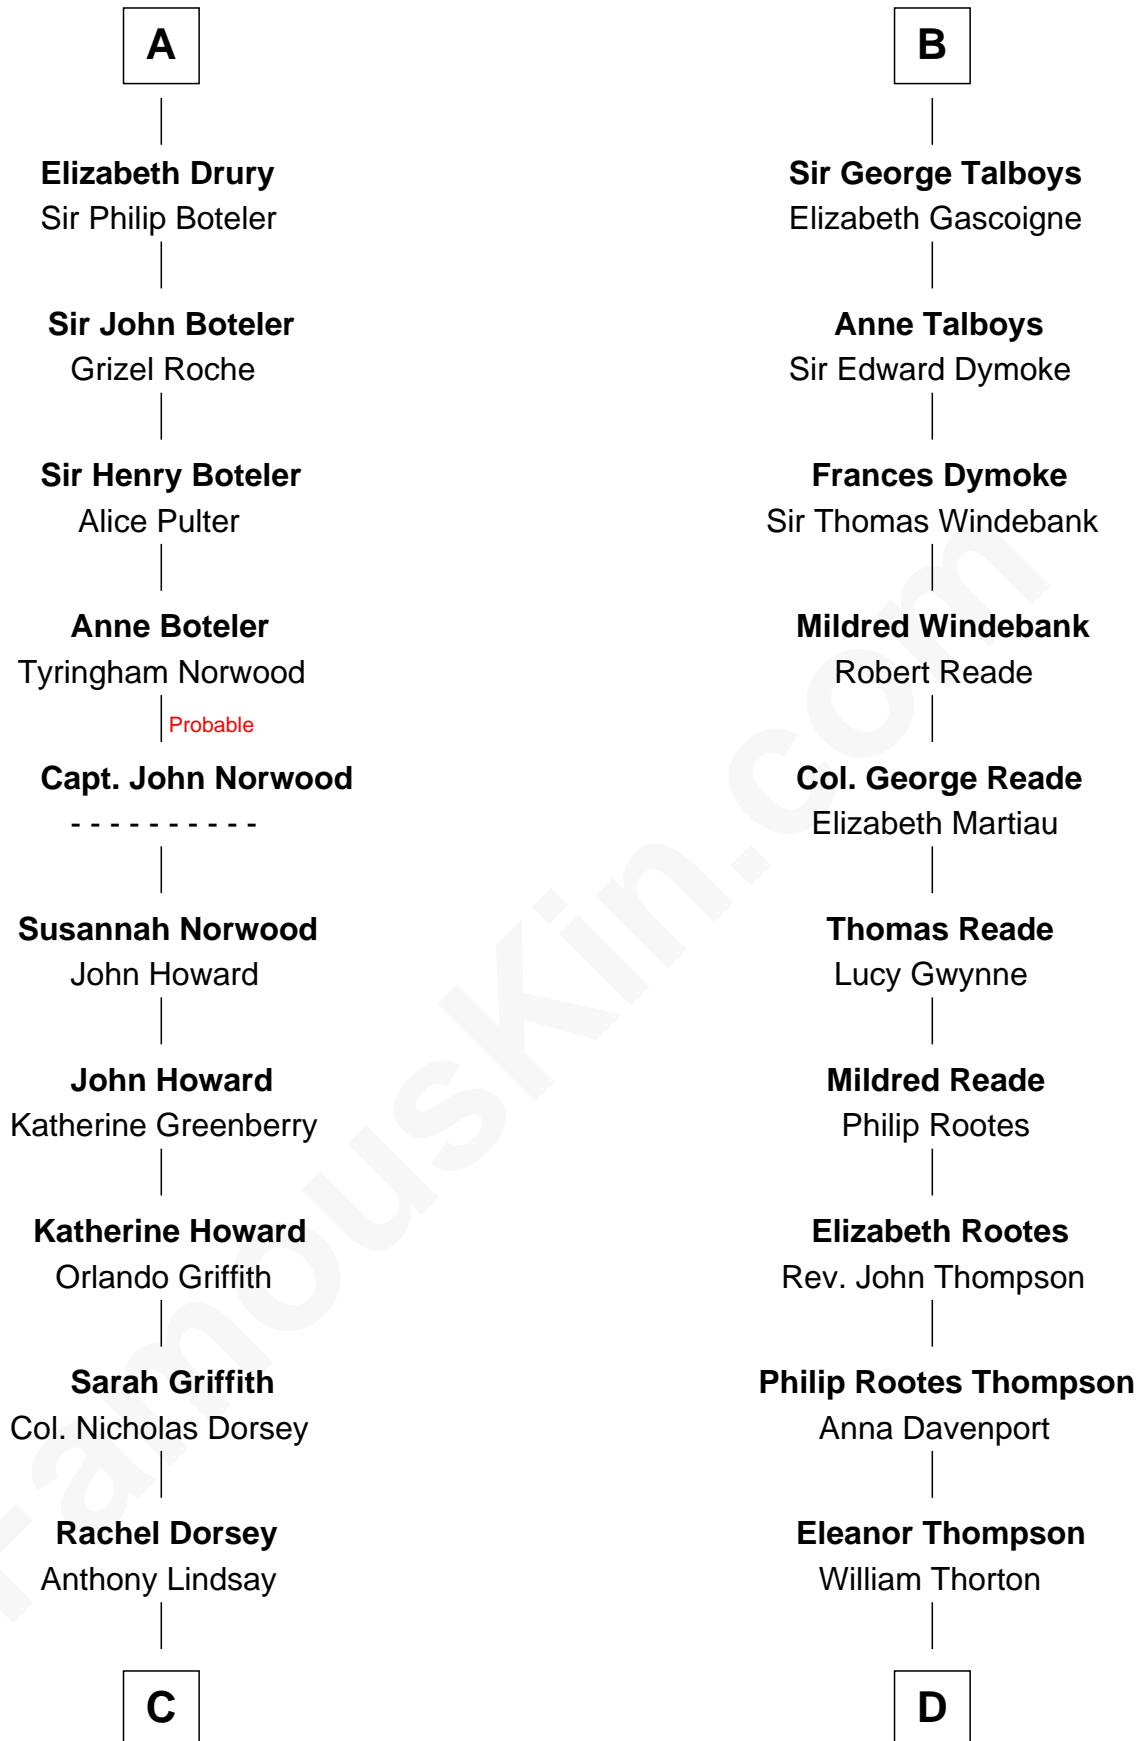 A
Elizabeth Drury
Sir Philip Boteler
Sir John Boteler
Grizel Roche
Sir Henry Boteler
Alice Pulter
Anne Boteler
Tyringham Norwood
Probable
Capt. John Norwood
- - - - - - - - - -
Susannah Norwood
John Howard
John Howard
Katherine Greenberry
Katherine Howard
Orlando Griffith
Sarah Griffith
Col. Nicholas Dorsey
Rachel Dorsey
Anthony Lindsay
C
B
Sir George Talboys
Elizabeth Gascoigne
Anne Talboys
Sir Edward Dymoke
Frances Dymoke
Sir Thomas Windebank
Mildred Windebank
Robert Reade
Col. George Reade
Elizabeth Martiau
Thomas Reade
Lucy Gwynne
Mildred Reade
Philip Rootes
Elizabeth Rootes
Rev. John Thompson
Philip Rootes Thompson
Anna Davenport
Eleanor Thompson
William Thorton
D
FamousKin.com